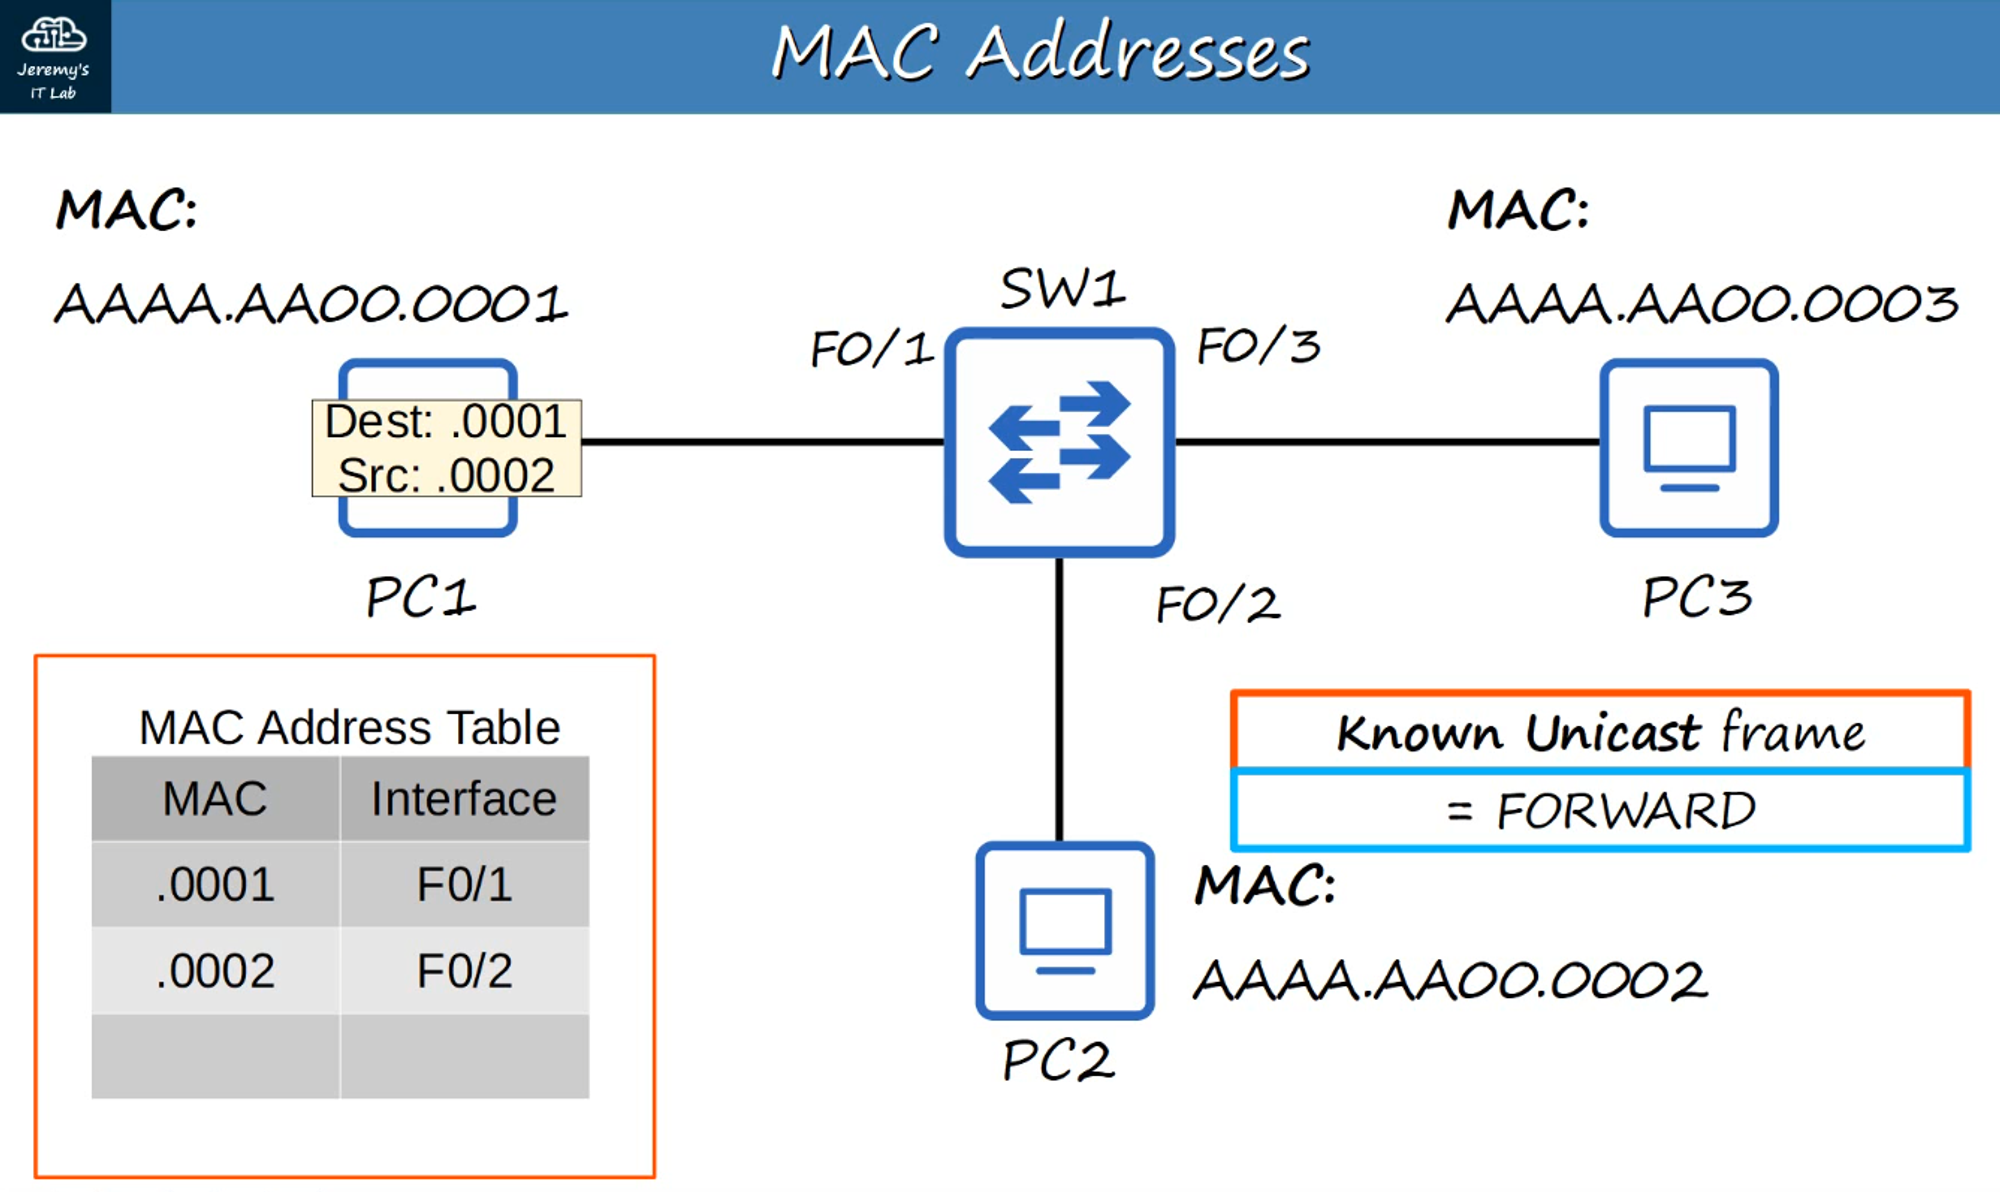 Jeremy's
IT Lab
MAC Addresses
MAC:
AAAA.AA00.0001
MAC:
AAAA.AA00.0003
SW1
F0/1
F0/3
Dest: .0001
Src: .0002
PC1
F0/2
PC3
MAC Address Table
MAC Interface
.0001 F0/1
.0002 F0/2
Known Unicast frame
= FORWARD
MAC:
AAAA.AA00.0002
PC2